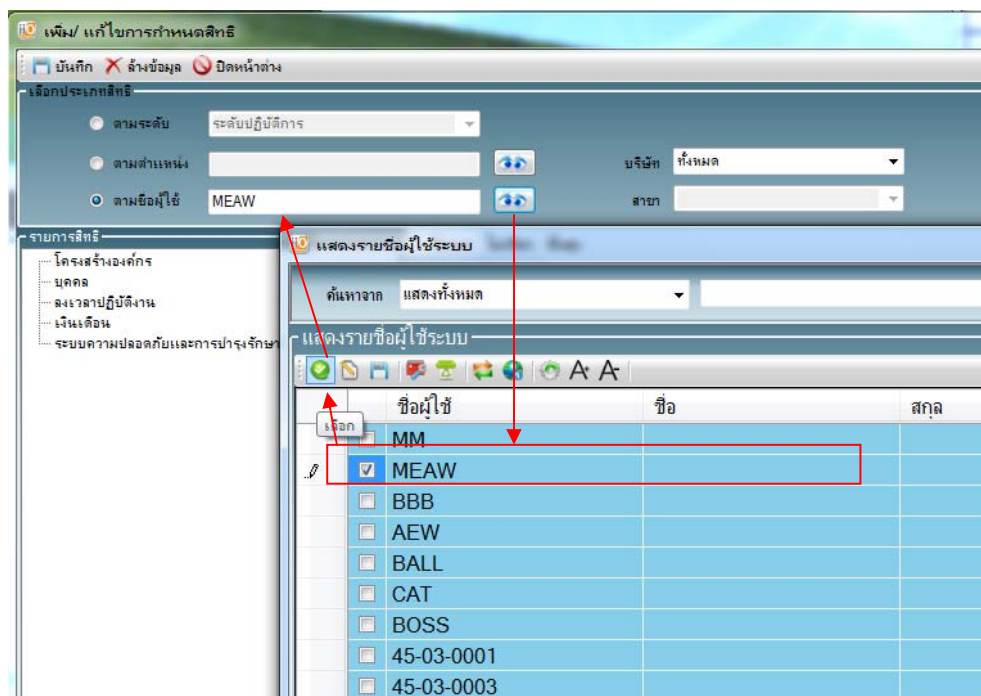 เพิ่ม/ แก้ไขการกำหนดสิทธิ
บันทึก ล้างข้อมูล ปิดหน้าต่าง
เลือกประเภทสิทธิ
ตามระดับ ระดับปฏิบัติการ
ตามตำแหน่ง บริษัท ทั้งหมด
ตามชื่อผู้ใช้ MEAW สาขา
รายการสิทธิ
โครงสร้างองค์กร
บุคคล
ลงเวลาปฏิบัติงาน
เงินเดือน
ระบบความปลอดภัยและการบำรุงรักษา
แสดงรายชื่อผู้ใช้ระบบ
ค้นหาจาก แสดงทั้งหมด
แสดงรายชื่อผู้ใช้ระบบ
A+ A-
ชื่อผู้ใช้ ชื่อ สกุล
เลือก
MM
MEAW
BBB
AEW
BALL
CAT
BOSS
45-03-0001
45-03-0003